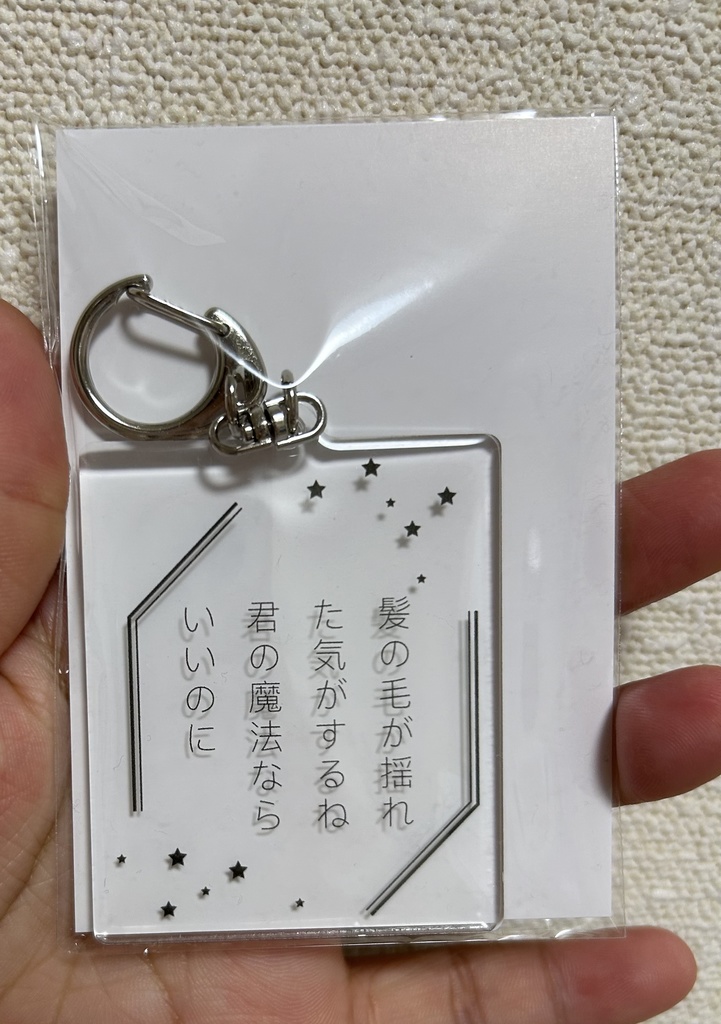 髪の毛が揺れ
た気がするね
君の魔法なら
いいのに